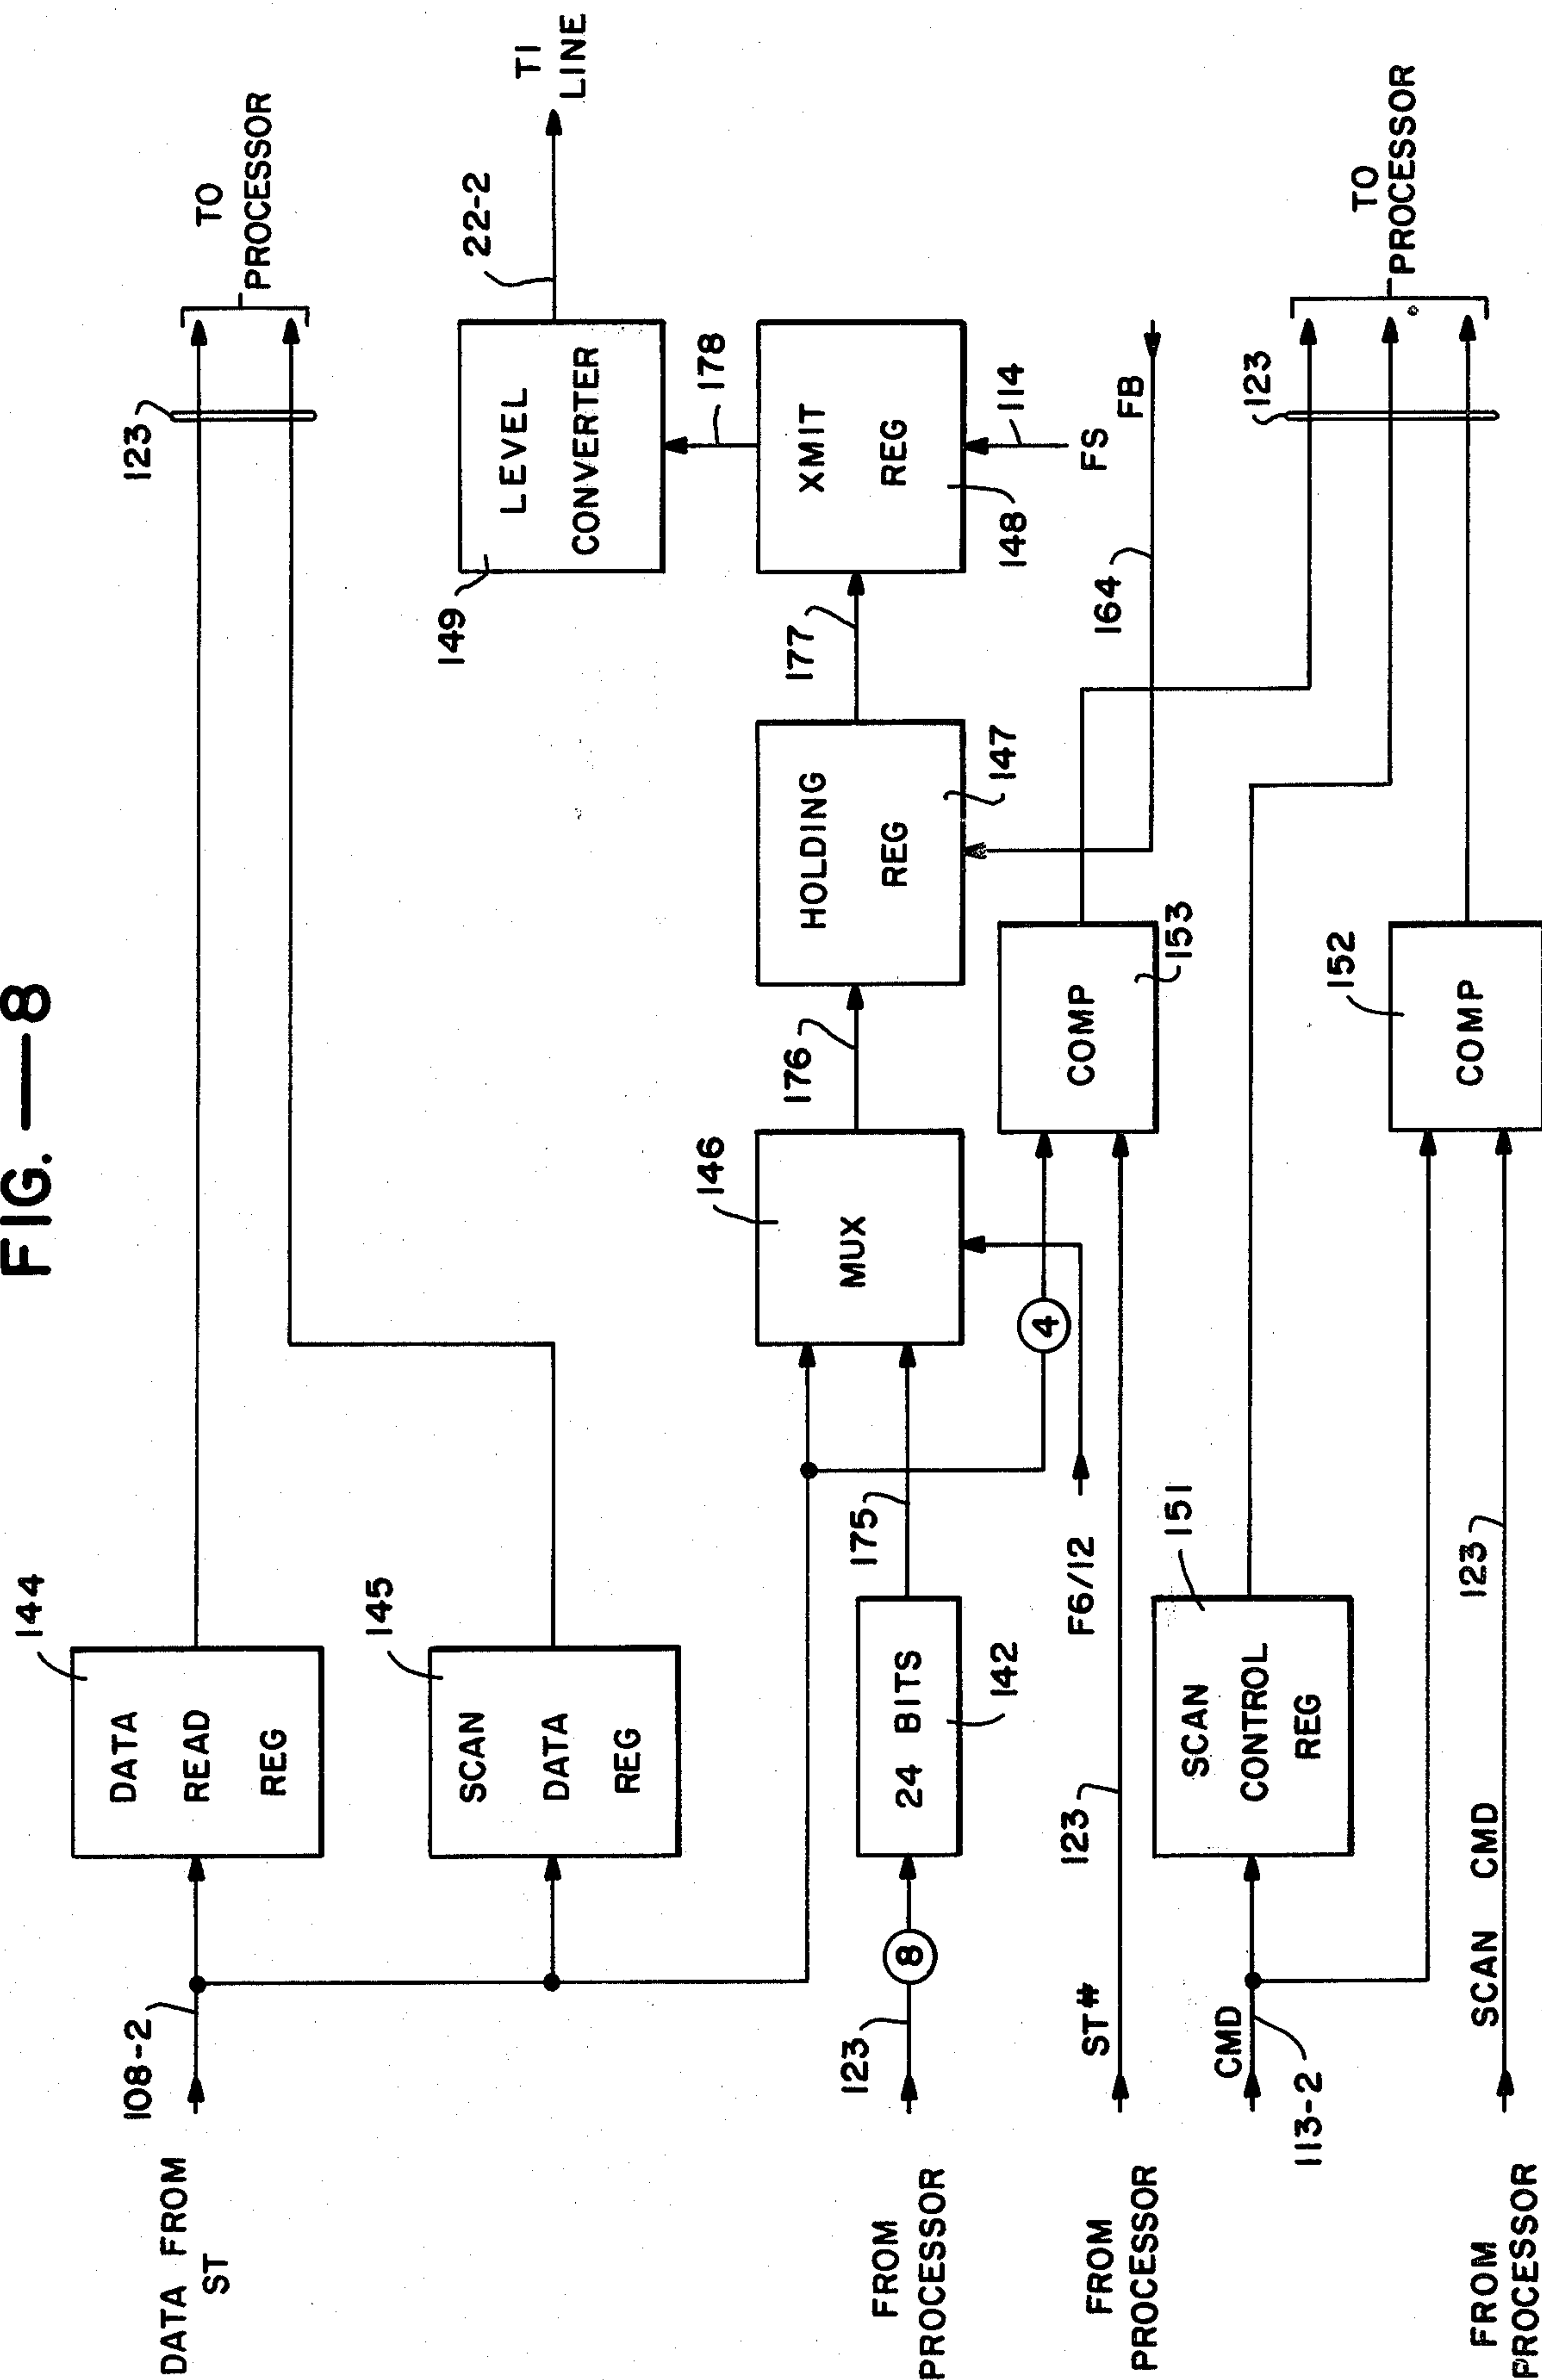 FIG.—8
144
DATA
READ
REG
123
TO
PROCESSOR
108-2
DATA FROM
ST
145
SCAN
DATA
REG
149
LEVEL
CONVERTER
22-2
T1
LINE
178
146
MUX
176
HOLDING
REG
147
177
XMIT
REG
148
114
FS
175
24 BITS
142
8
123
FROM
PROCESSOR
4
F6/12
COMP
153
164
FB
123
ST#
FROM
PROCESSOR
151
SCAN
CONTROL
REG
CMD
113-2
123
TO
PROCESSOR
152
COMP
123
SCAN CMD
FROM
PROCESSOR